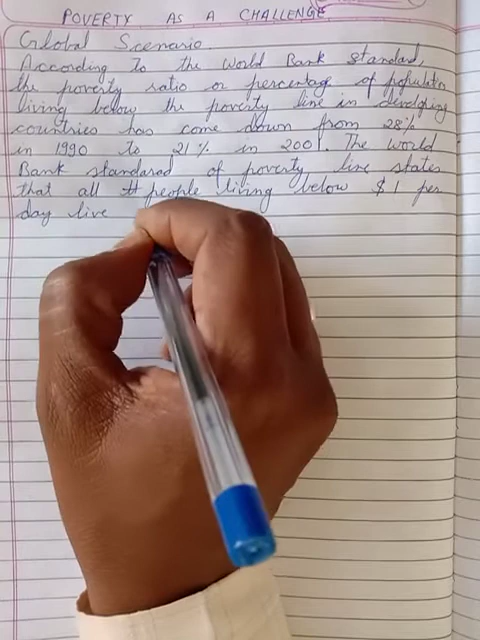 POVERTY AS A CHALLENGE
Global Scenario
According to the World Bank standard,
the poverty ratio or percentage of population
living below the poverty line in developing
countries has come down from 28%
in 1990 to 21% in 2001. The world
Bank standarad of poverty line states
that all people living below $1 per
day live